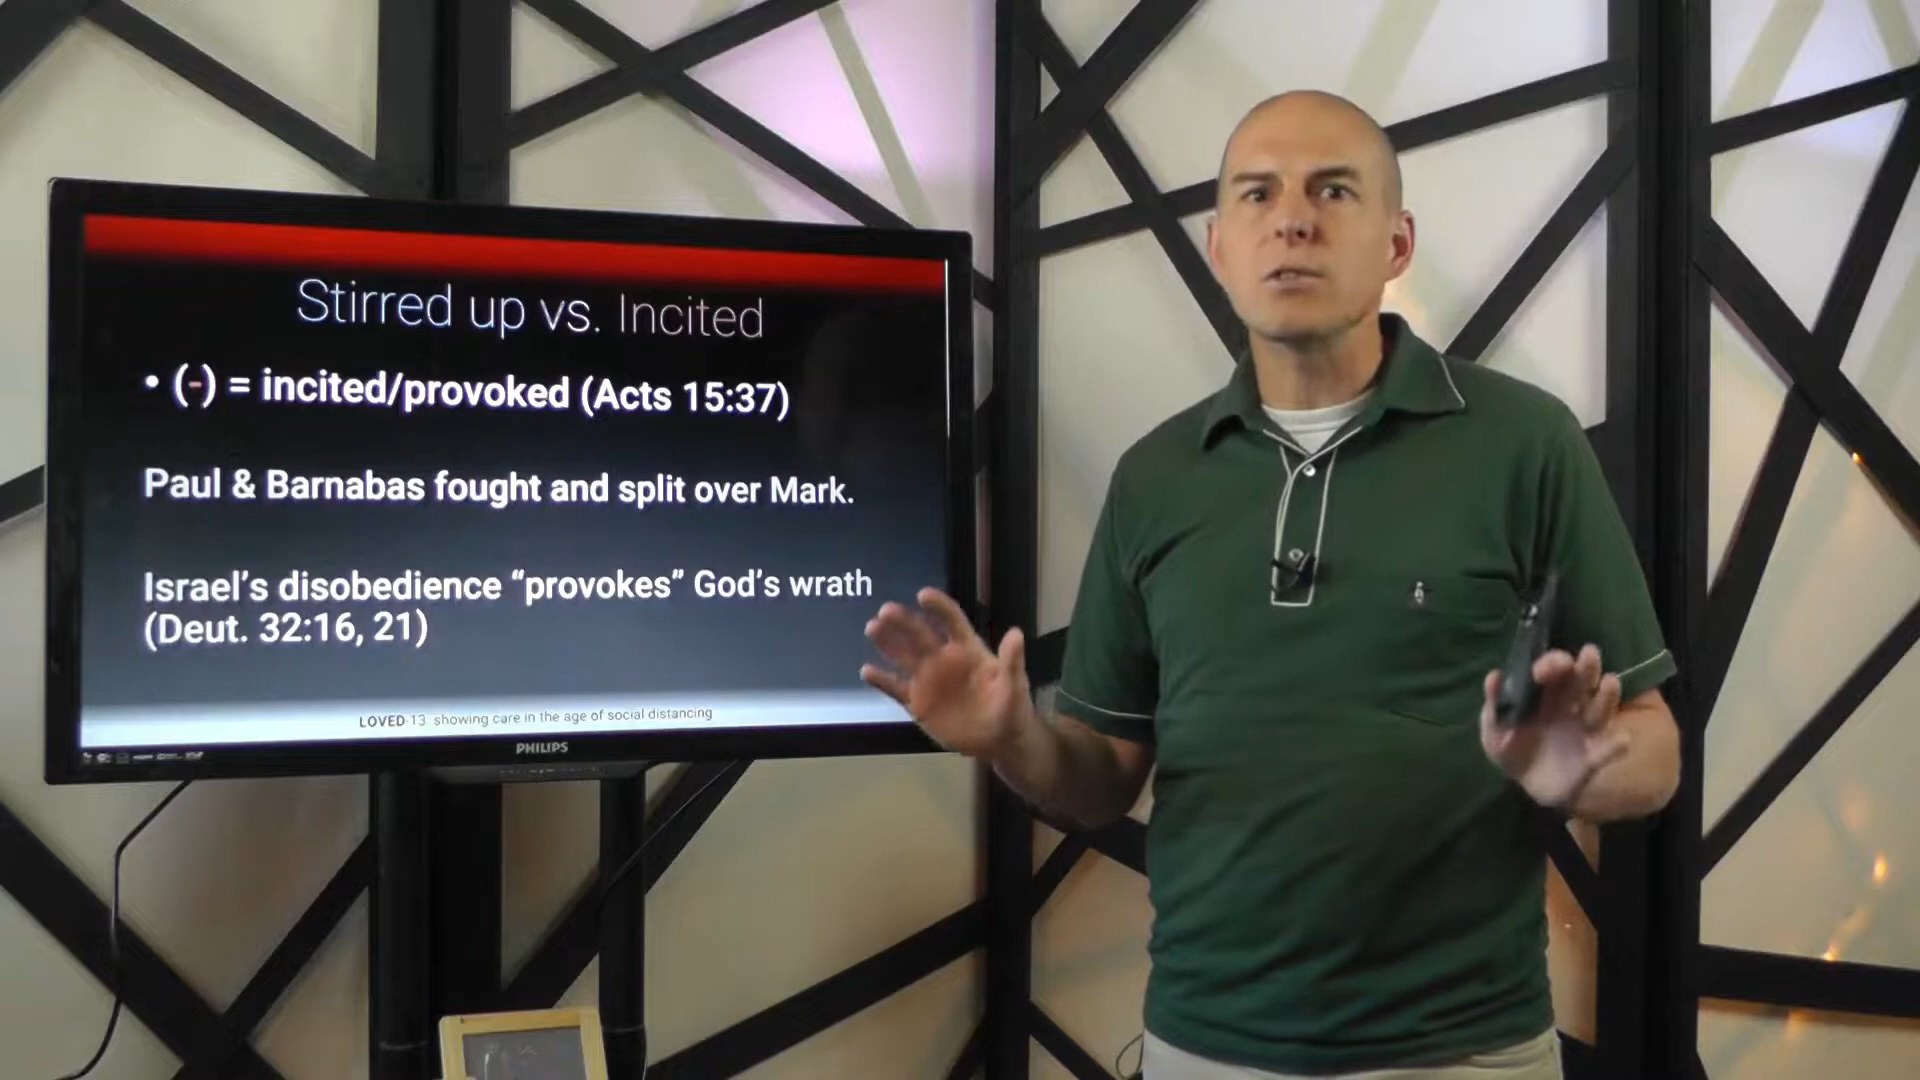 Stirred up vs. Incited
• (-) = incited/provoked (Acts 15:37)
Paul & Barnabas fought and split over Mark.
Israel's disobedience “provokes” God's wrath
(Deut. 32:16, 21)
LOVED 13: showing care in the age of social distancing
PHILIPS